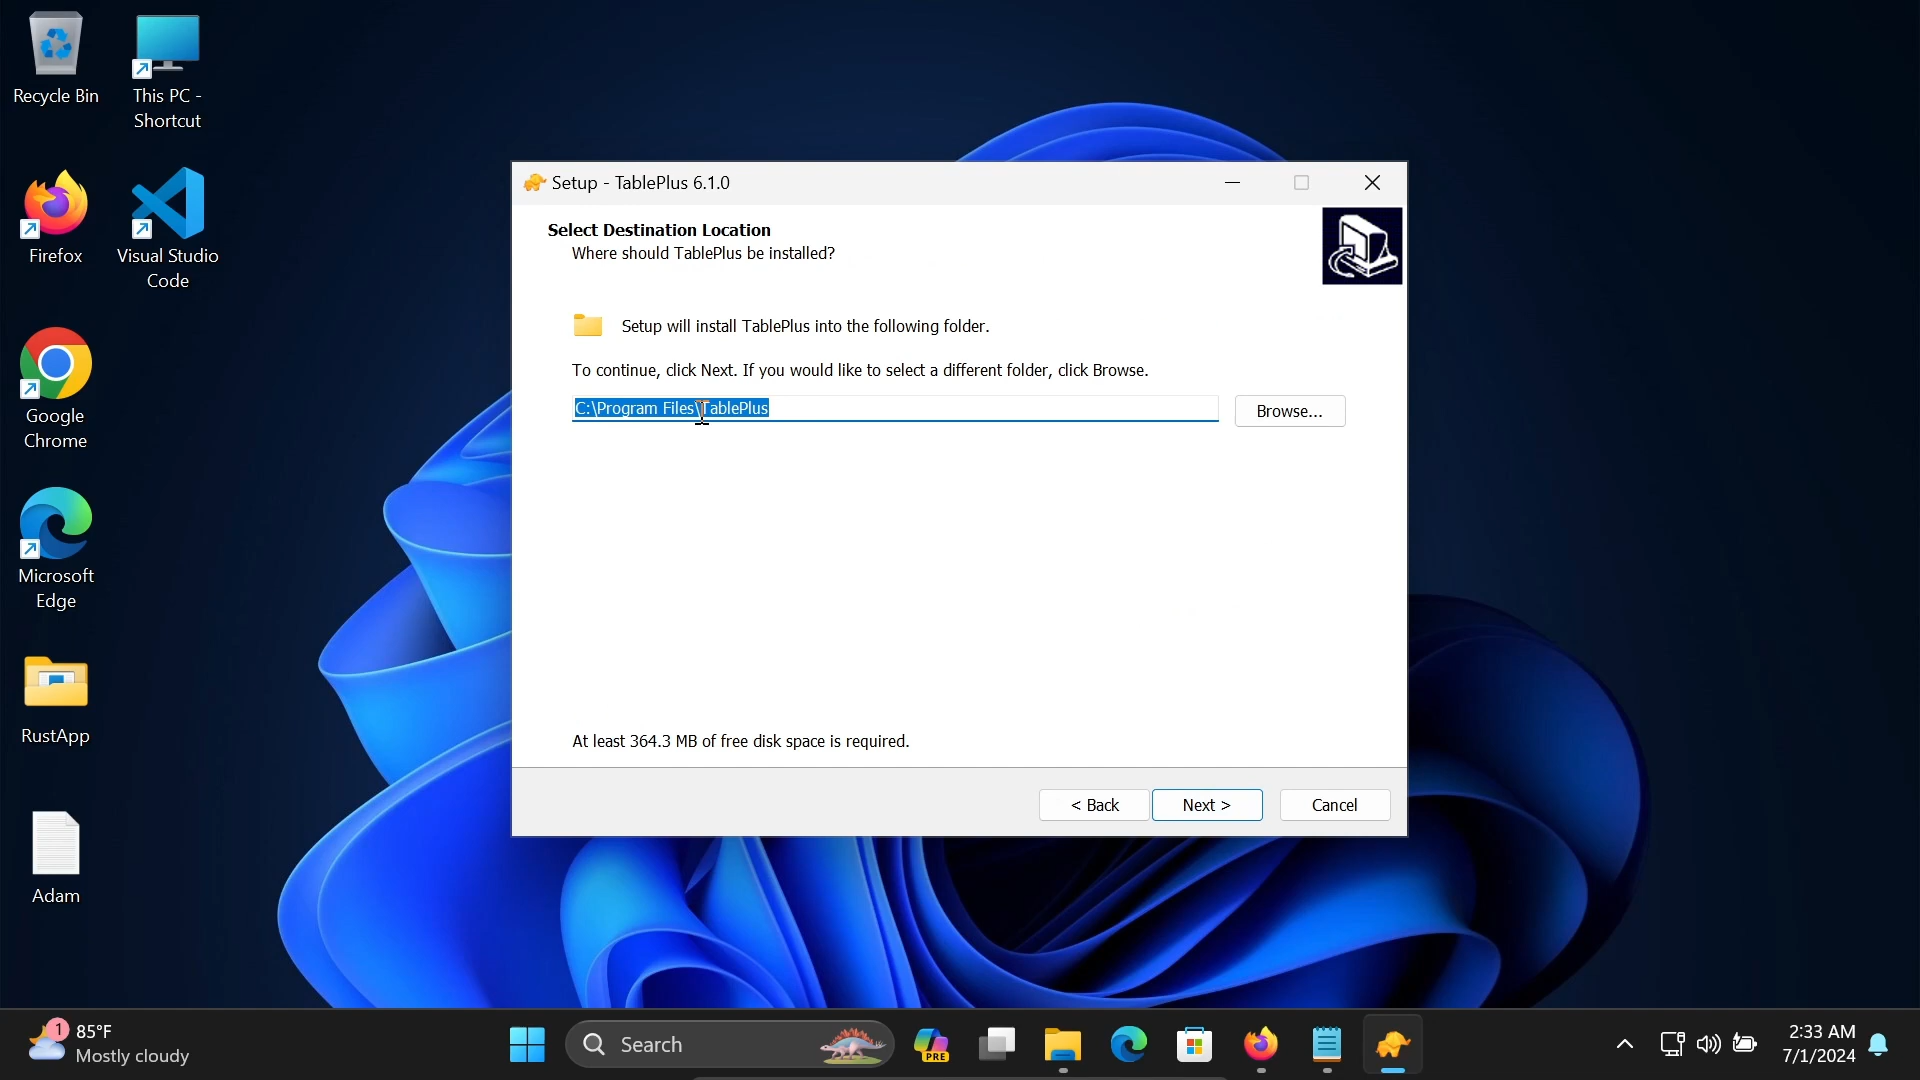 Recycle Bin
This PC -
Shortcut
Firefox
Visual Studio
Code
Google
Chrome
Microsoft
Edge
RustApp
Adam
Setup - TablePlus 6.1.0
Select Destination Location
Where should TablePlus be installed?
Setup will install TablePlus into the following folder.
To continue, click Next. If you would like to select a different folder, click Browse.
C:\Program Files\TablePlus
Browse...
At least 364.3 MB of free disk space is required.
< Back
Next >
Cancel
1
85°F
Mostly cloudy
Search
PRE
2:33 AM
7/1/2024